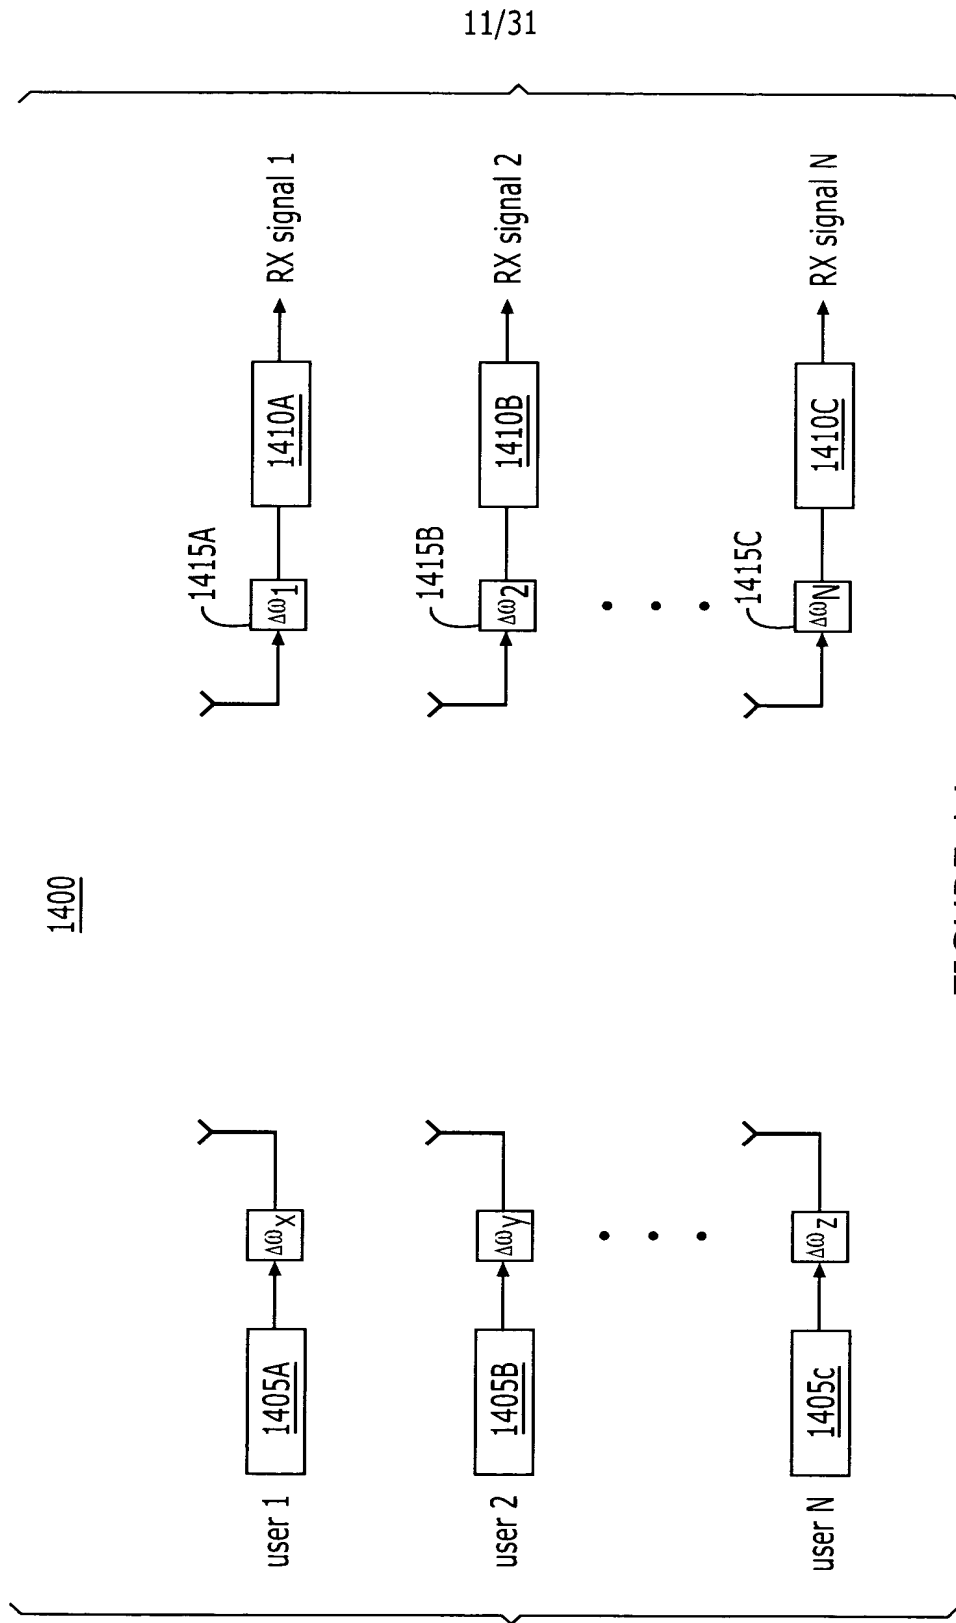 11/31
1400
user 1
1405A
Δωx
1415A
Δω1
1410A
RX signal 1
user 2
1405B
Δωy
1415B
Δω2
1410B
RX signal 2
user N
1405c
Δωz
1415C
ΔωN
1410C
RX signal N